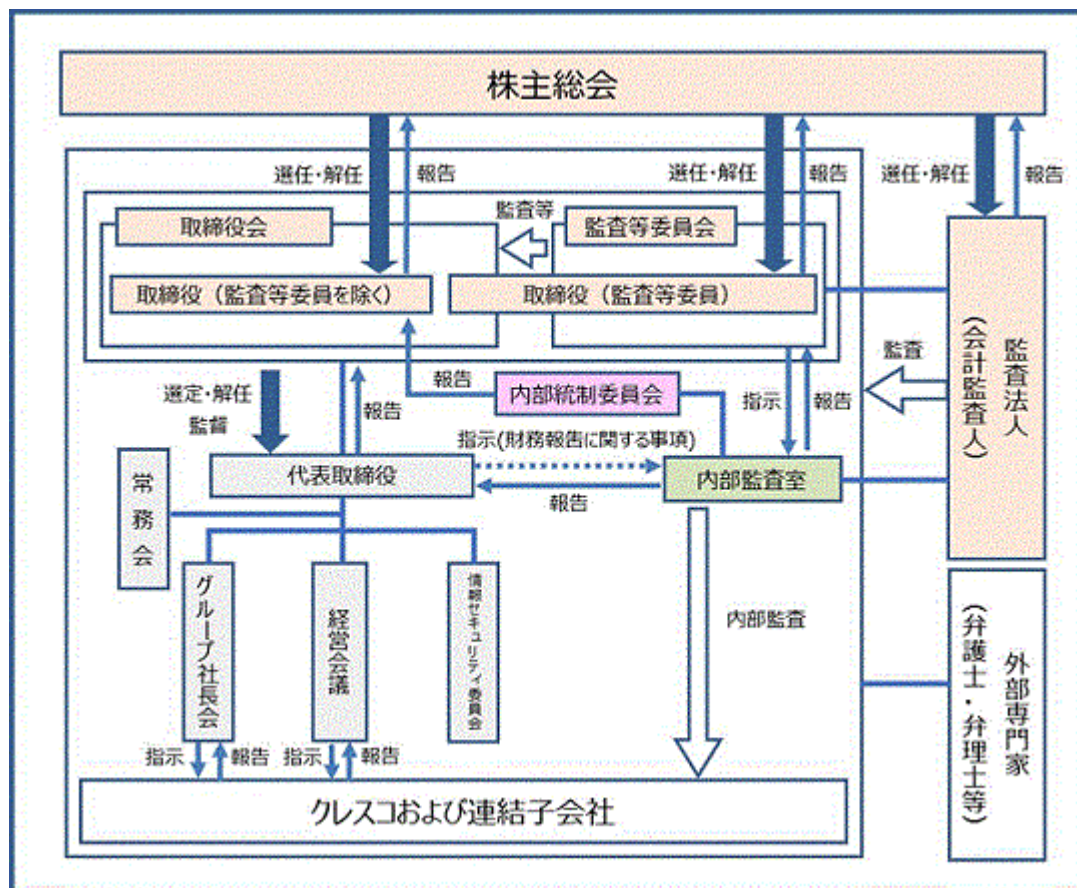 株主総会
選任・解任
報告
選任・解任
報告
選任・解任
報告
取締役会
監査等
監査等委員会
取締役（監査等委員を除く）
取締役（監査等委員）
監査法人
（会計監査人）
監査
選定・解任
監督
報告
報告
内部統制委員会
指示
報告
指示(財務報告に関する事項)
代表取締役
報告
内部監査室
常務会
グループ社長会
経営会議
情報セキュリティ委員会
内部監査
外部専門家
（弁護士・弁理士等）
指示
報告
指示
報告
クレスコおよび連結子会社